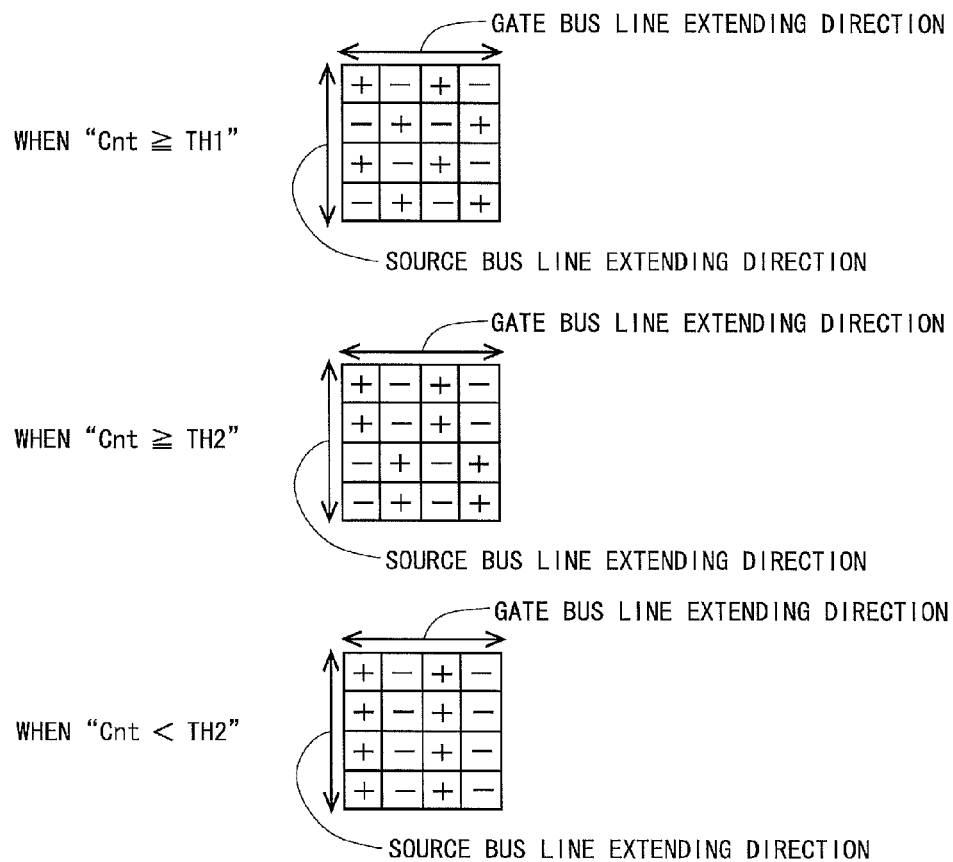 GATE BUS LINE EXTENDING DIRECTION
+ − + −
− + − +
+ − + −
− + − +
WHEN “Cnt ≧ TH1”
SOURCE BUS LINE EXTENDING DIRECTION
GATE BUS LINE EXTENDING DIRECTION
+ − + −
+ − + −
− + − +
− + − +
WHEN “Cnt ≧ TH2”
SOURCE BUS LINE EXTENDING DIRECTION
GATE BUS LINE EXTENDING DIRECTION
+ − + −
+ − + −
+ − + −
+ − + −
WHEN “Cnt < TH2”
SOURCE BUS LINE EXTENDING DIRECTION